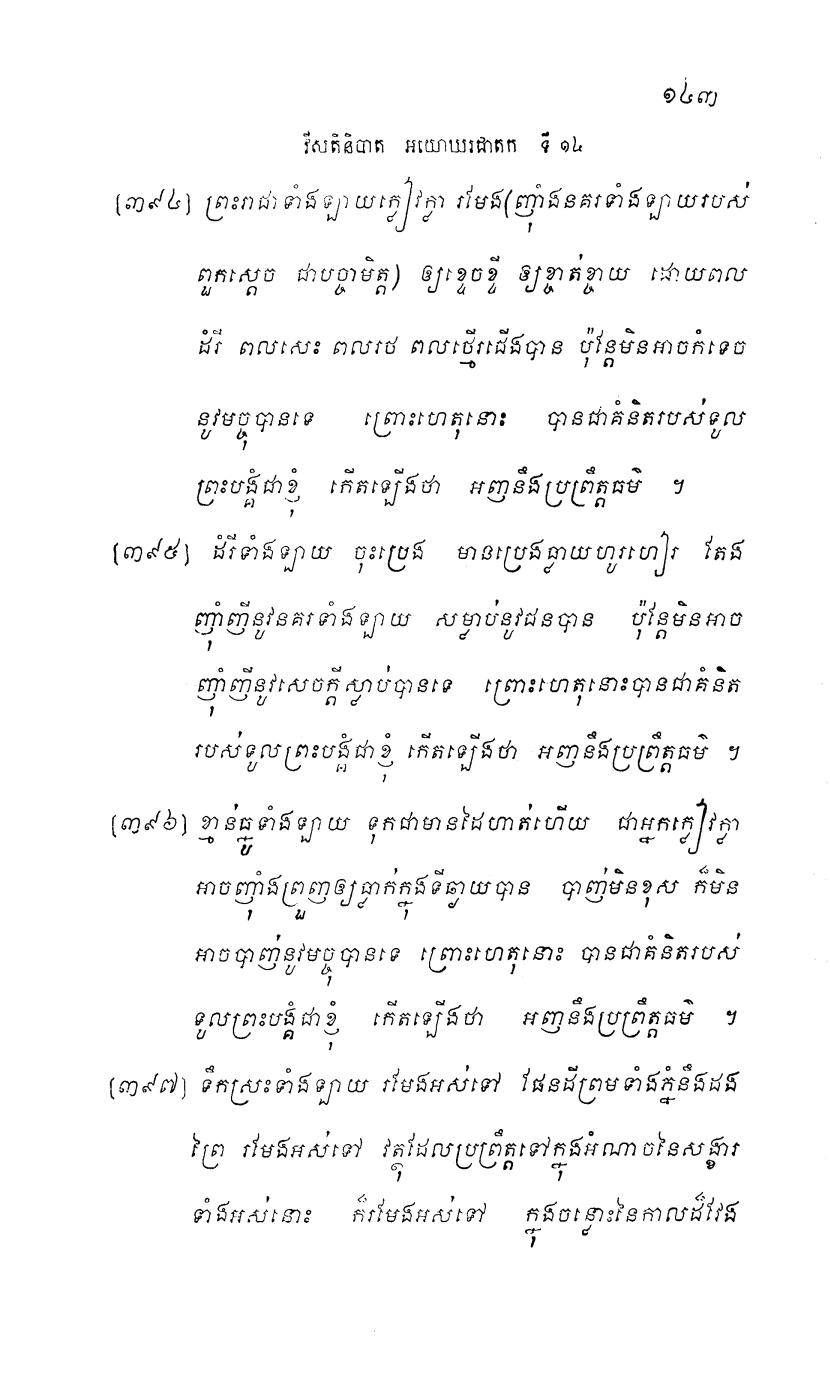 ១៤៣
វីសតិនិបាត អយោឃរជាតក ទី ១៤
[៣៩៤] ព្រះរាជាទាំងឡាយក្លៀវក្លា រមែង(ញ៉ាំងនគរទាំងឡាយរបស់
ពួកស្តេច ជាបច្ចាមិត្ត) ឲ្យខ្ទេចខ្ទី ឲ្យខ្ចាត់ខ្ចាយ ដោយពល
ដំរី ពលសេះ ពលរថ ពលថ្មើរជើងបាន ប៉ុន្តែមិនអាចកំទេច
នូវមច្ចុបានទេ ព្រោះហេតុនោះ បានជាគំនិតរបស់ទូល
ព្រះបង្គំជាខ្ញុំ កើតឡើងថា អញនឹងប្រព្រឹត្តធម៌ ។
[៣៩៥] ដំរីទាំងឡាយ ចុះប្រេង មានប្រេងធ្លាយហូរហៀរ តែង
ញ៉ាំញីនូវនគរទាំងឡាយ សម្លាប់នូវជនបាន ប៉ុន្តែមិនអាច
ញ៉ាំញីនូវសេចក្តីស្លាប់បានទេ ព្រោះហេតុនោះបានជាគំនិត
របស់ទូលព្រះបង្គំជាខ្ញុំ កើតឡើងថា អញនឹងប្រព្រឹត្តធម៌ ។
[៣៩៦] ខ្មាន់ធ្នូទាំងឡាយ ទុកជាមានដៃហាត់ហើយ ជាអ្នកក្លៀវក្លា
អាចញ៉ាំងព្រួញឲ្យធ្លាក់ក្នុងទីឆ្ងាយបាន បាញ់មិនខុស ក៏មិន
អាចបាញ់នូវមច្ចុបានទេ ព្រោះហេតុនោះ បានជាគំនិតរបស់
ទូលព្រះបង្គំជាខ្ញុំ កើតឡើងថា អញនឹងប្រព្រឹត្តធម៌ ។
[៣៩៧] ទឹកស្រះទាំងឡាយ រមែងអស់ទៅ ផែនដីព្រមទាំងភ្នំនឹងដង
ព្រៃ រមែងអស់ទៅ វត្ថុដែលប្រព្រឹត្តទៅក្នុងអំណាចនៃសង្ខារ
ទាំងអស់នោះ ក៏រមែងអស់ទៅ ក្នុងចន្លោះនៃកាលដ៏វែង